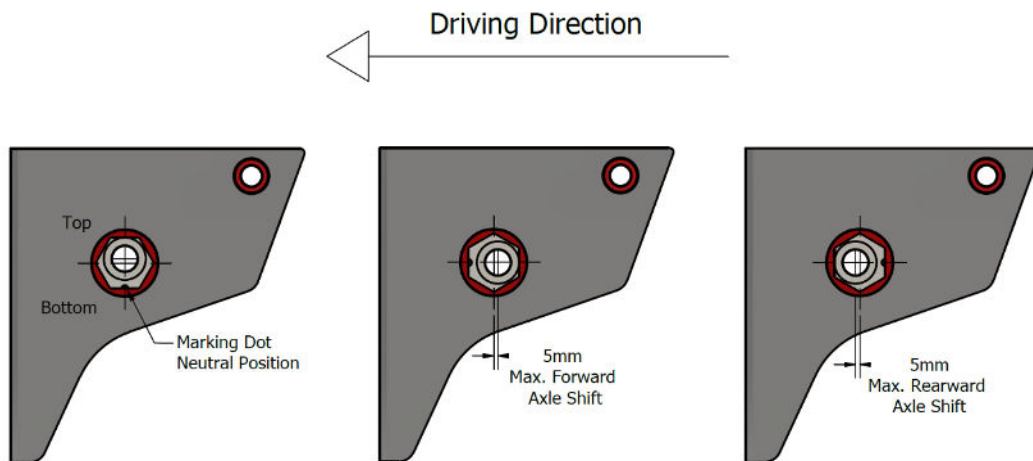 Driving Direction
Top
Bottom
Marking Dot
Neutral Position
5mm
Max. Forward
Axle Shift
5mm
Max. Rearward
Axle Shift